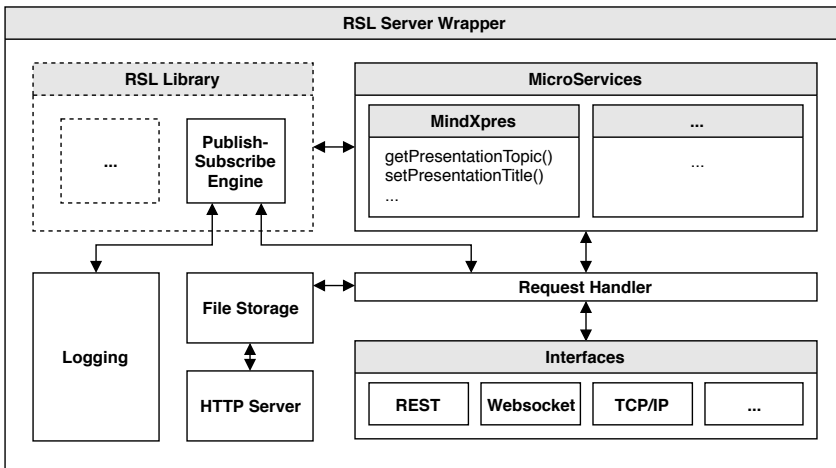 RSL Server Wrapper
RSL Library
...
Publish-
Subscribe
Engine
MicroServices
MindXpres
getPresentationTopic()
setPresentationTitle()
...
...
...
Logging
File Storage
HTTP Server
Request Handler
Interfaces
REST
Websocket
TCP/IP
...